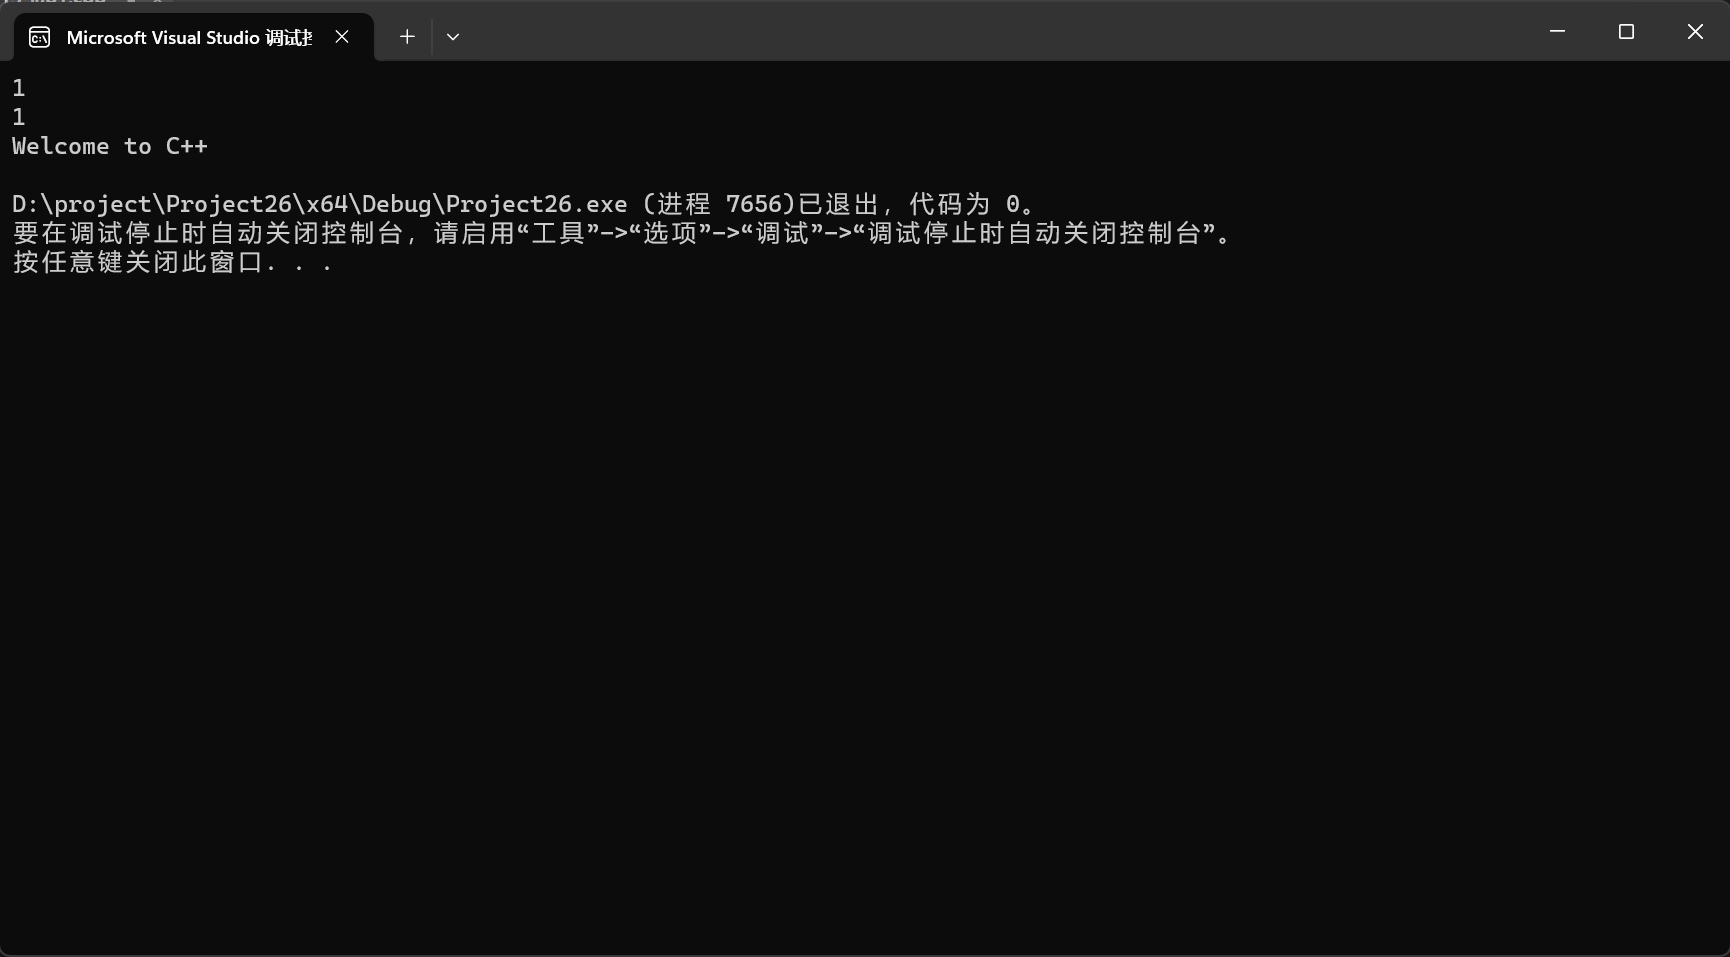 Microsoft Visual Studio 调试
1
1
Welcome to C++
D:\project\Project26\x64\Debug\Project26.exe (进程 7656)已退出，代码为 0。
要在调试停止时自动关闭控制台，请启用“工具”->“选项”->“调试”->“调试停止时自动关闭控制台”。
按任意键关闭此窗口. . .